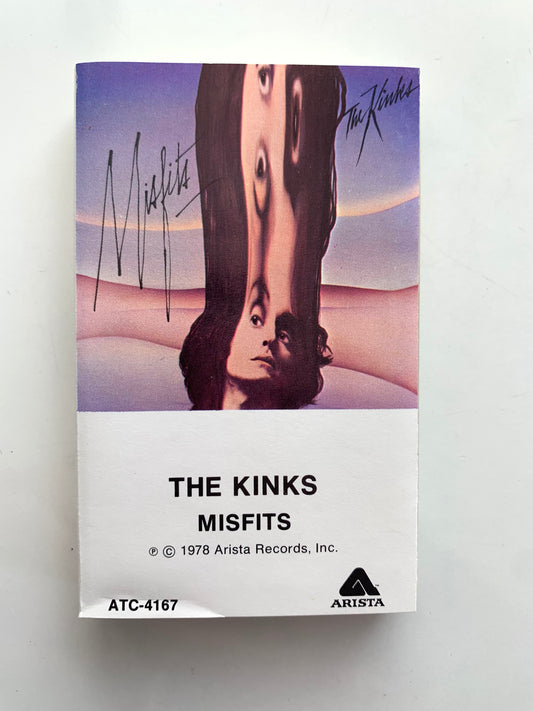 Misfits
The Kinks
THE KINKS
MISFITS
℗ © 1978 Arista Records, Inc.
ATC-4167
ARISTA